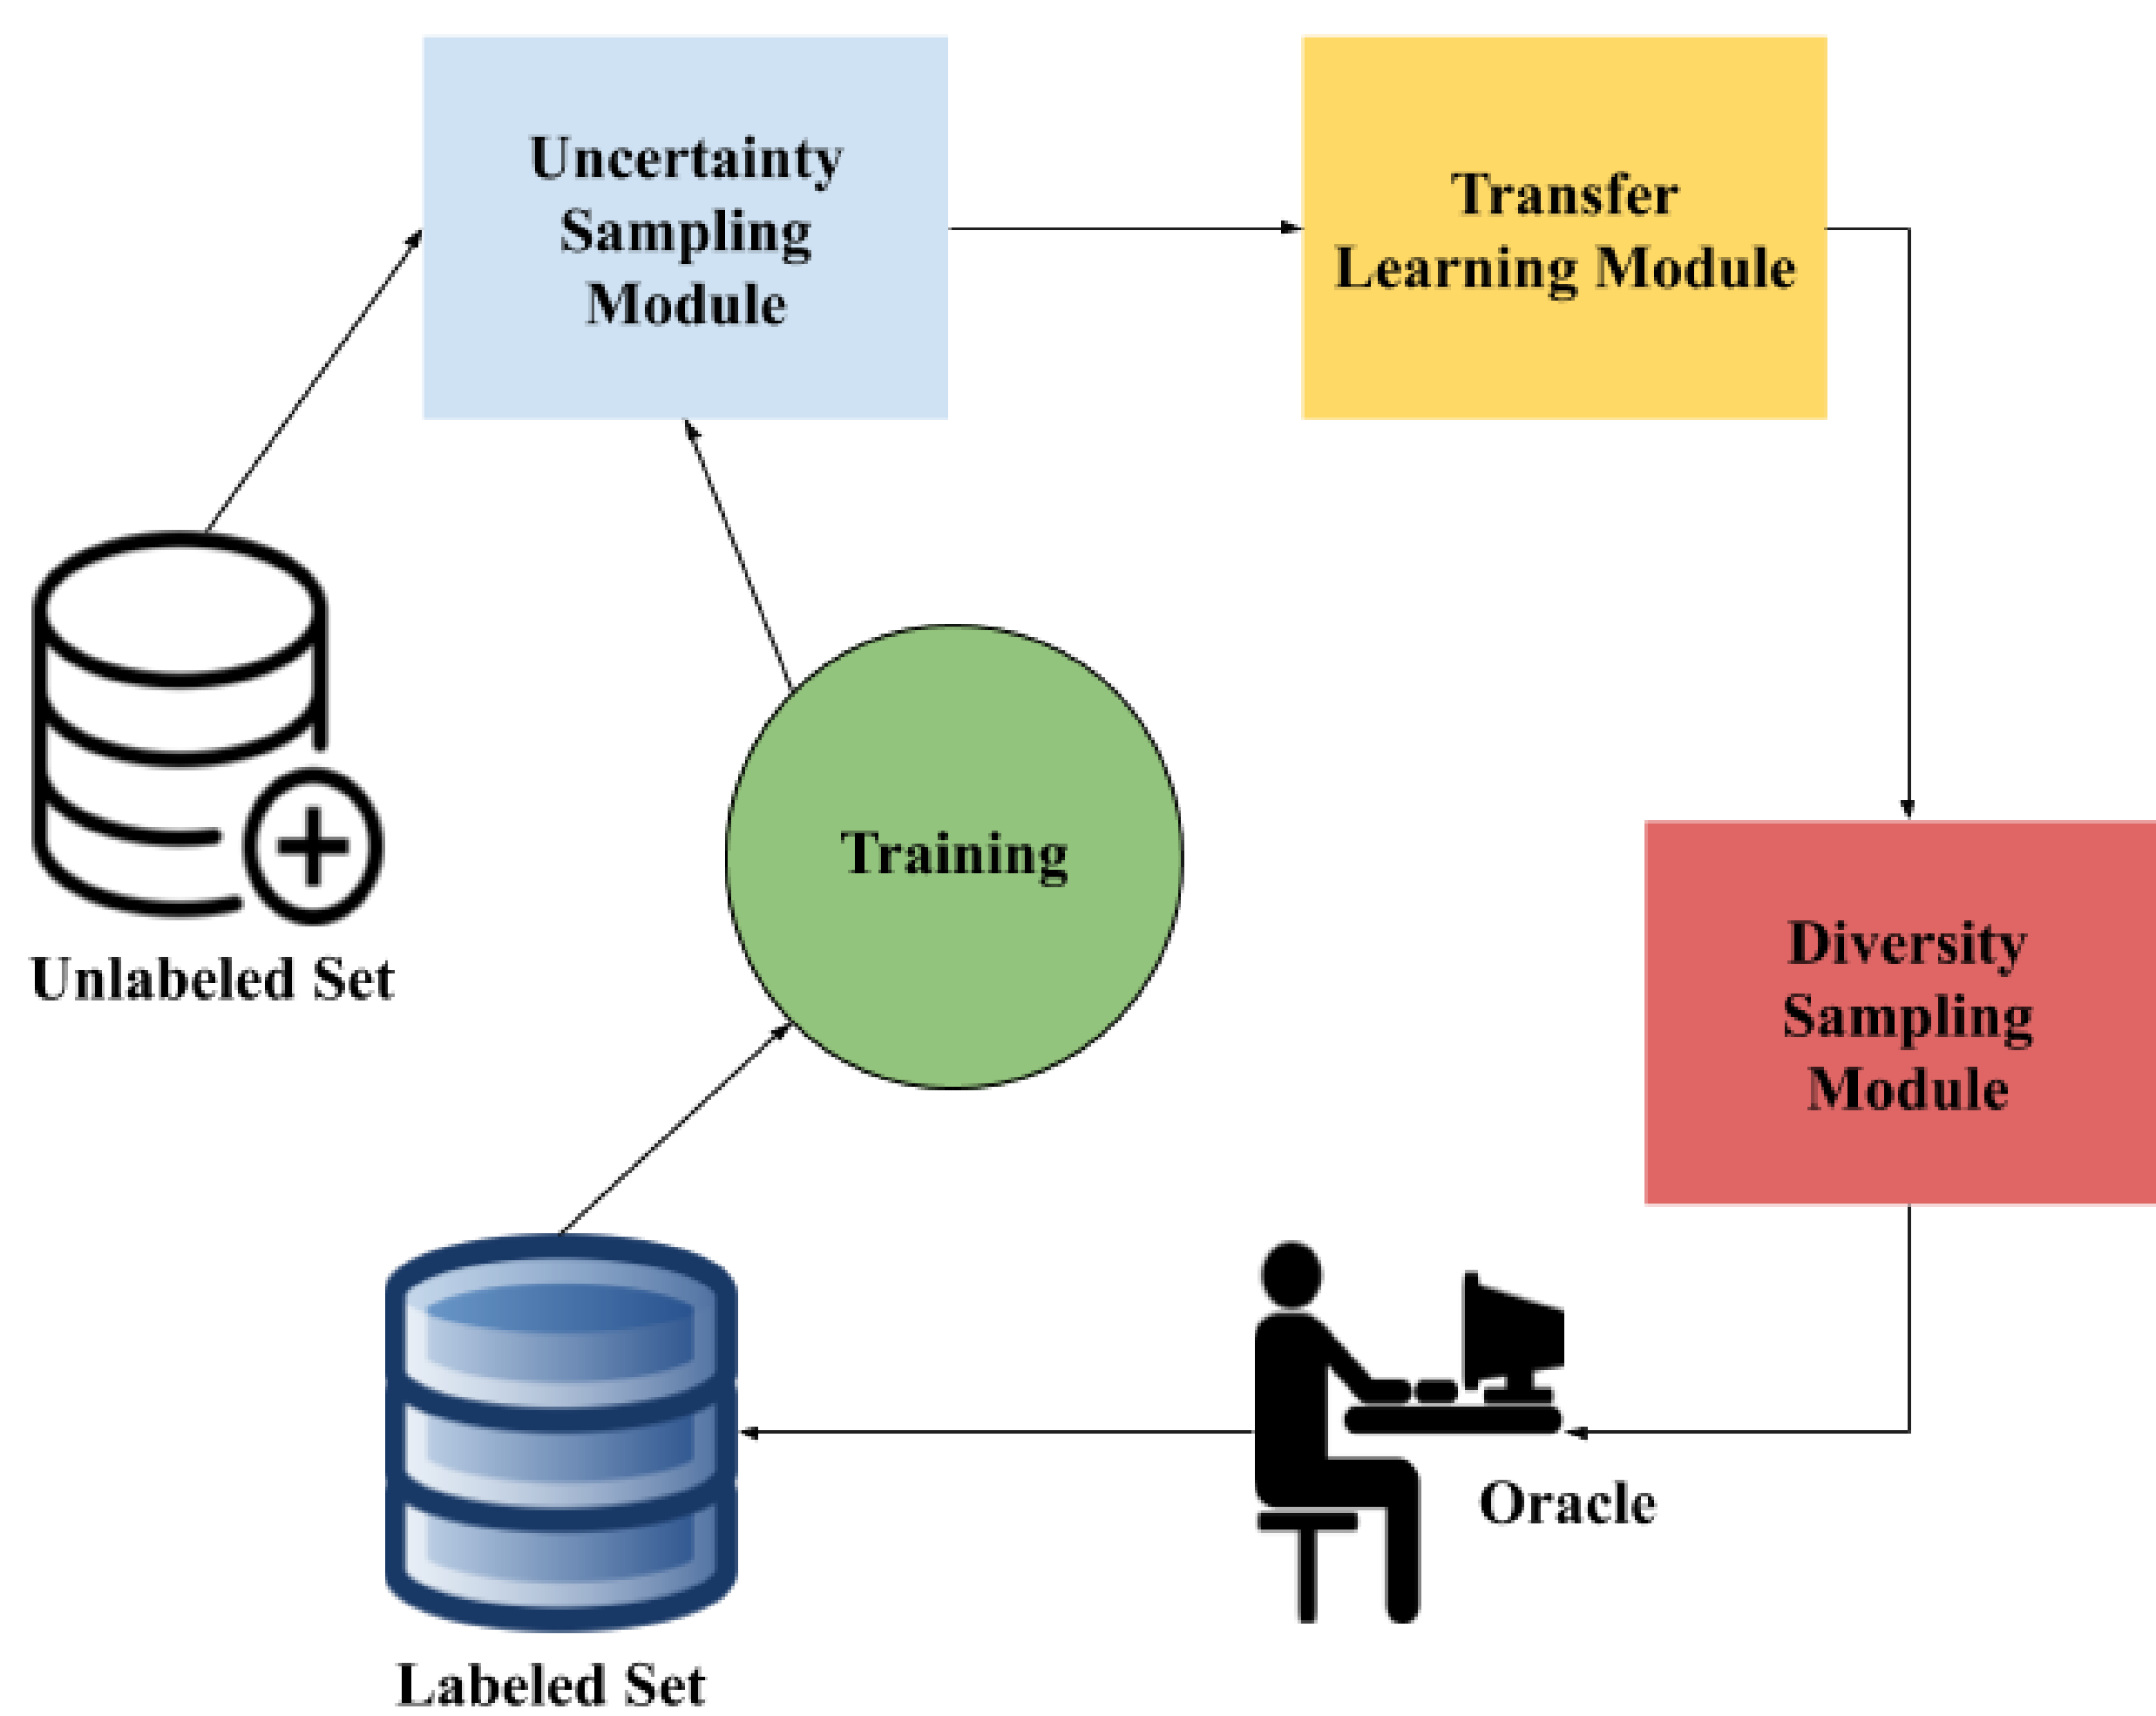 Uncertainty
Sampling
Module
Transfer
Learning Module
Training
Unlabeled Set
Diversity
Sampling
Module
Oracle
Labeled Set